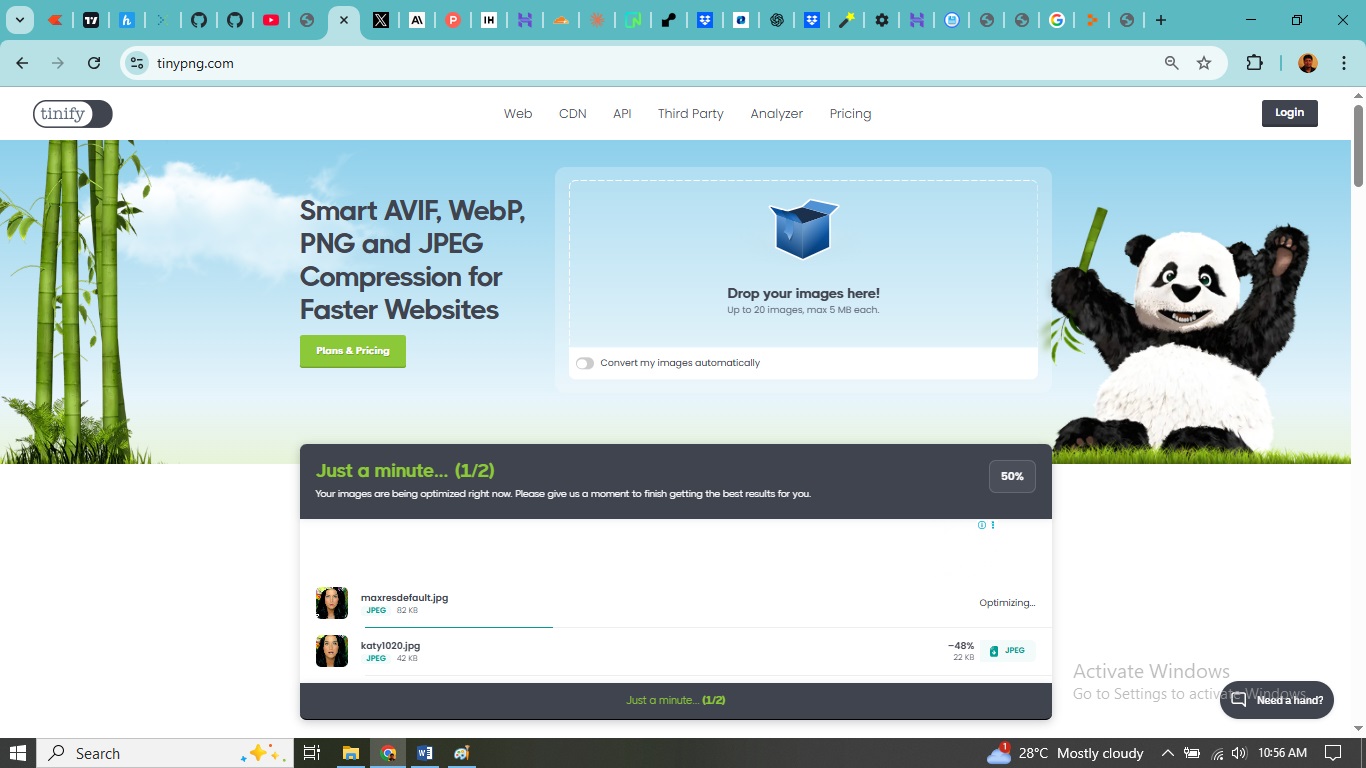 tinypng.com
tinify
Web CDN API Third Party Analyzer Pricing
Login
Smart AVIF, WebP,
PNG and JPEG
Compression for
Faster Websites
Plans & Pricing
Drop your images here!
Up to 20 images, max 5 MB each.
Convert my images automatically
Just a minute... (1/2)
Your images are being optimized right now. Please give us a moment to finish getting the best results for you.
50%
maxresdefault.jpg
JPEG 82 KB
Optimizing...
katy1020.jpg
JPEG 42 KB
−48%
22 KB
JPEG
Just a minute... (1/2)
Activate Windows
Go to Settings to activate Windows.
Need a hand?
Search
1
28°C Mostly cloudy
10:56 AM